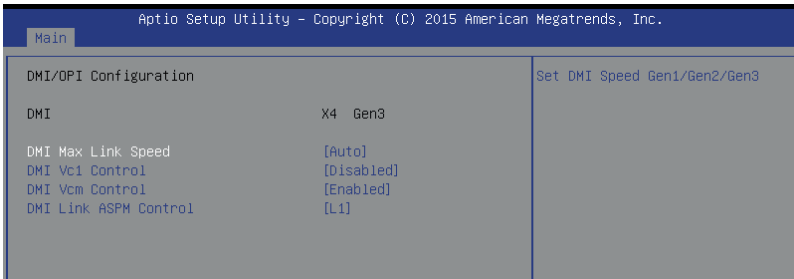 Aptio Setup Utility – Copyright (C) 2015 American Megatrends, Inc.
Main
DMI/OPI Configuration
Set DMI Speed Gen1/Gen2/Gen3
DMI X4 Gen3
DMI Max Link Speed [Auto]
DMI Vc1 Control [Disabled]
DMI Vcm Control [Enabled]
DMI Link ASPM Control [L1]